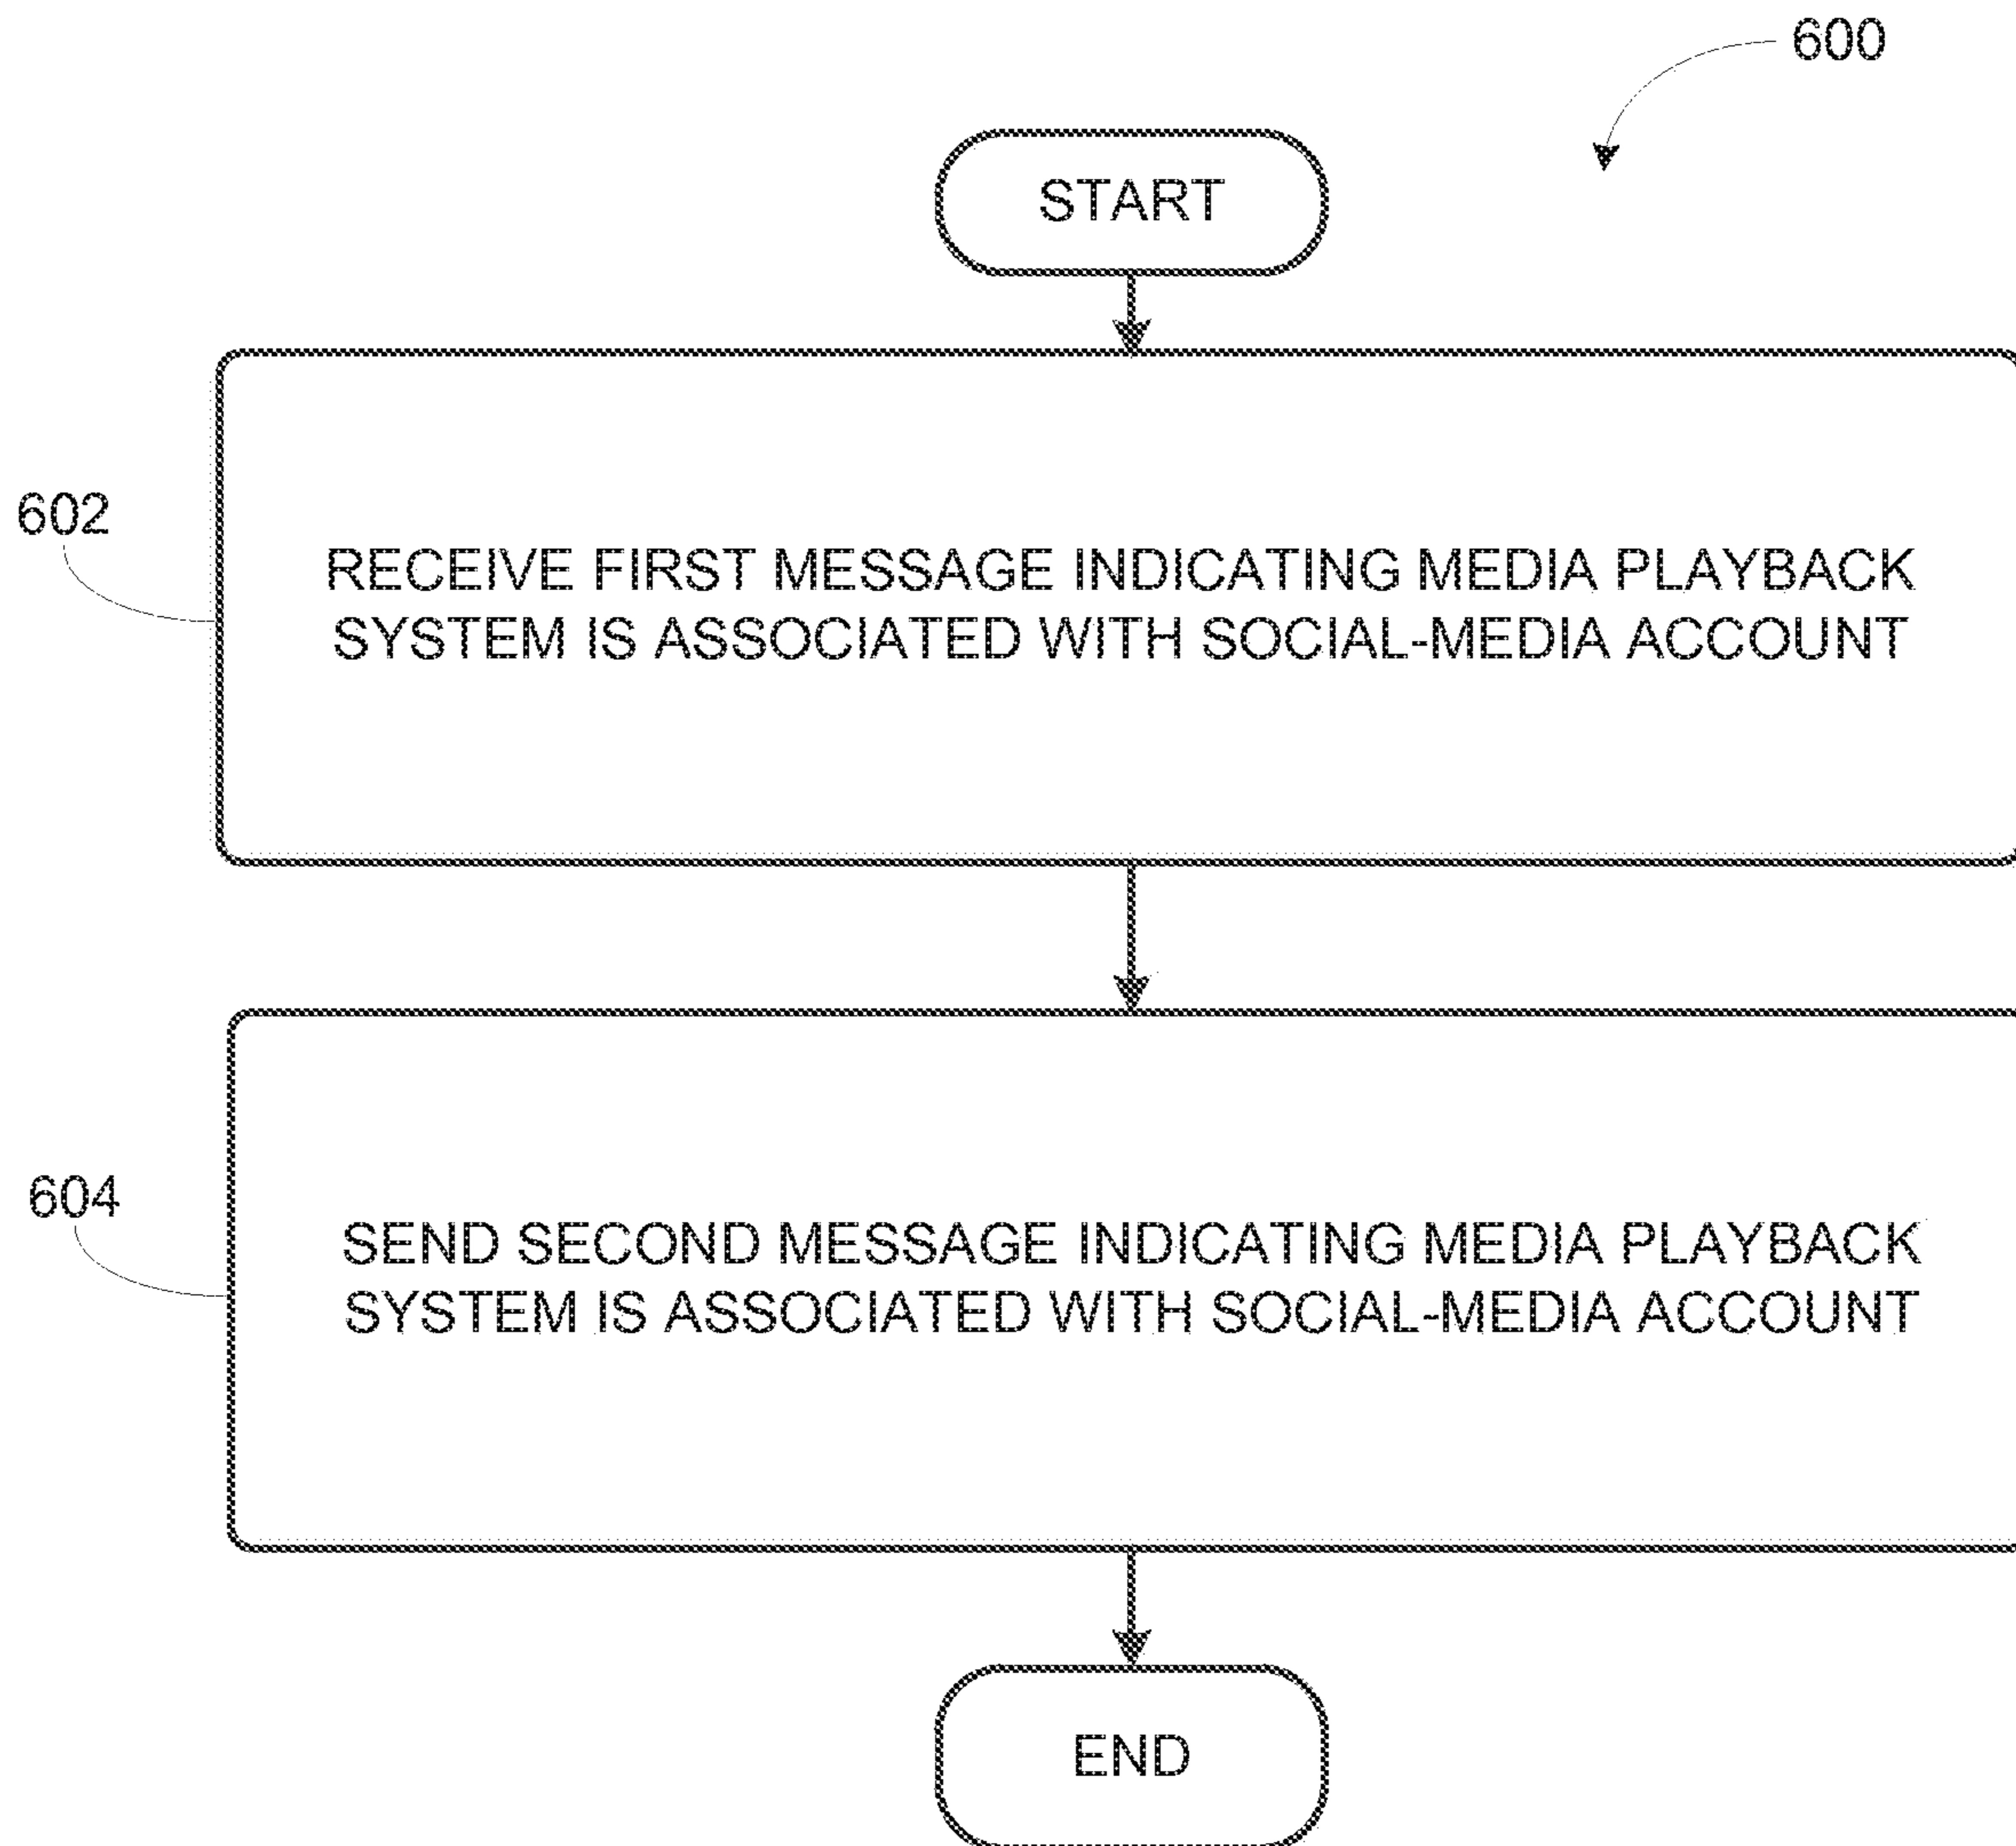 600
START
602
RECEIVE FIRST MESSAGE INDICATING MEDIA PLAYBACK
SYSTEM IS ASSOCIATED WITH SOCIAL-MEDIA ACCOUNT
604
SEND SECOND MESSAGE INDICATING MEDIA PLAYBACK
SYSTEM IS ASSOCIATED WITH SOCIAL-MEDIA ACCOUNT
END